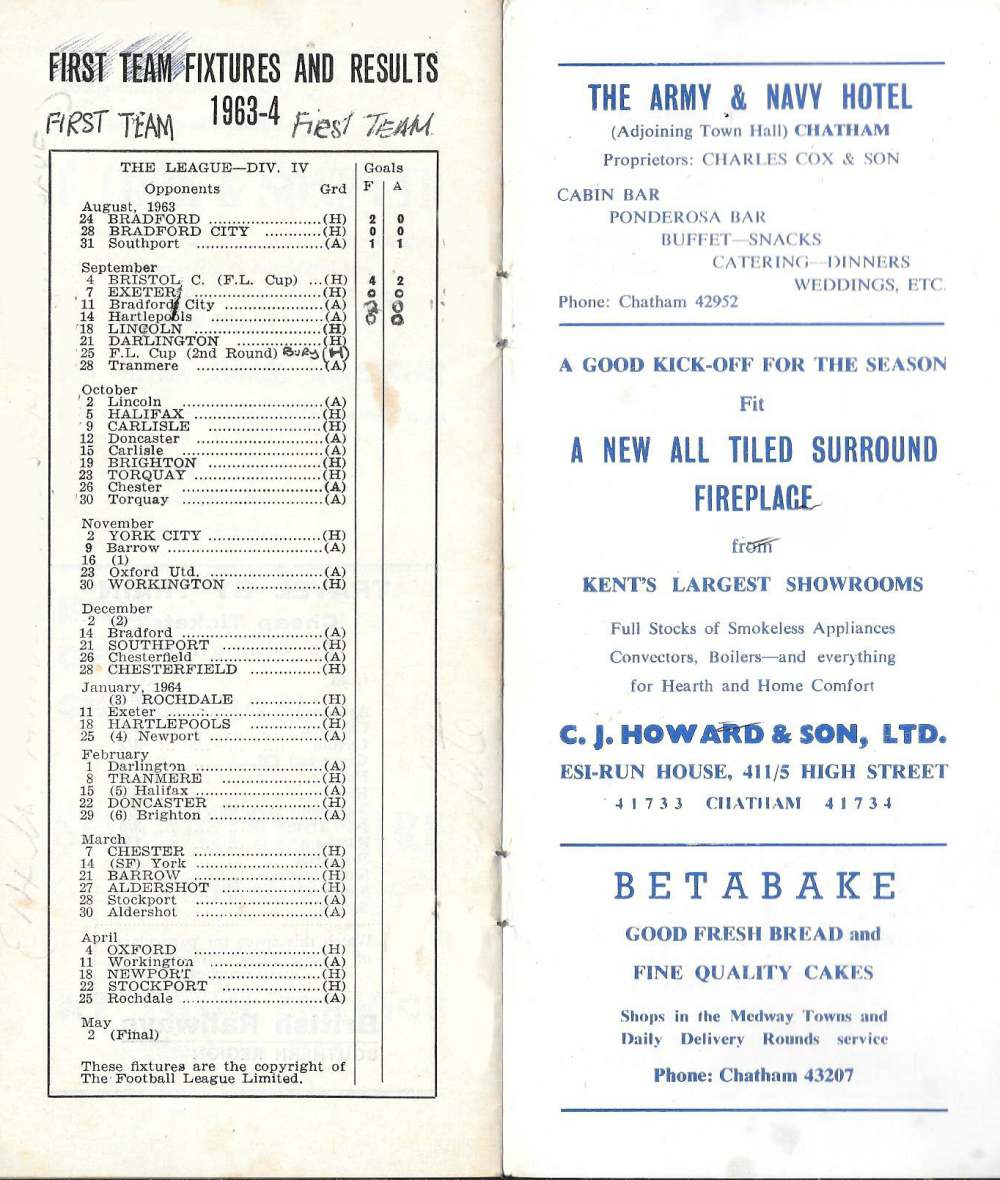 FIRST TEAM FIXTURES AND RESULTS
1963-4
FIRST TEAM FiRST TEAM
THE LEAGUE—DIV. IV Goals
Opponents Grd F A
August, 1963
24 BRADFORD (H) 2 0
28 BRADFORD CITY (H) 0 0
31 Southport (A) 1 1
September
4 BRISTOL C. (F.L. Cup) (H) 4 2
7 EXETER (H) 0 0
11 Bradford City (A) 2 0
14 Hartlepools (A) 0 0
18 LINCOLN (H)
21 DARLINGTON (H)
25 F.L. Cup (2nd Round) BURY (H)
28 Tranmere (A)
October
2 Lincoln (A)
5 HALIFAX (H)
9 CARLISLE (H)
12 Doncaster (A)
15 Carlisle (A)
19 BRIGHTON (H)
23 TORQUAY (H)
26 Chester (A)
30 Torquay (A)
November
2 YORK CITY (H)
9 Barrow (A)
16 (1)
23 Oxford Utd. (A)
30 WORKINGTON (H)
December
2 (2)
14 Bradford (A)
21 SOUTHPORT (H)
26 Chesterfield (A)
28 CHESTERFIELD (H)
January, 1964
(3) ROCHDALE (H)
11 Exeter (A)
18 HARTLEPOOLS (H)
25 (4) Newport (A)
February
1 Darlington (A)
8 TRANMERE (H)
15 (5) Halifax (A)
22 DONCASTER (H)
29 (6) Brighton (A)
March
7 CHESTER (H)
14 (SF) York (A)
21 BARROW (H)
27 ALDERSHOT (H)
28 Stockport (A)
30 Aldershot (A)
April
4 OXFORD (H)
11 Workington (A)
18 NEWPORT (H)
22 STOCKPORT (H)
25 Rochdale (A)
May
2 (Final)
These fixtures are the copyright of
The Football League Limited.
THE ARMY & NAVY HOTEL
(Adjoining Town Hall) CHATHAM
Proprietors: CHARLES COX & SON
CABIN BAR
PONDEROSA BAR
BUFFET—SNACKS
CATERING—DINNERS
WEDDINGS, ETC.
Phone: Chatham 42952
A GOOD KICK-OFF FOR THE SEASON
Fit
A NEW ALL TILED SURROUND
FIREPLACE
from
KENT'S LARGEST SHOWROOMS
Full Stocks of Smokeless Appliances
Convectors, Boilers—and everything
for Hearth and Home Comfort
C. J. HOWARD & SON, LTD.
ESI-RUN HOUSE, 411/5 HIGH STREET
41733 CHATHAM 41734
BETABAKE
GOOD FRESH BREAD and
FINE QUALITY CAKES
Shops in the Medway Towns and
Daily Delivery Rounds service
Phone: Chatham 43207